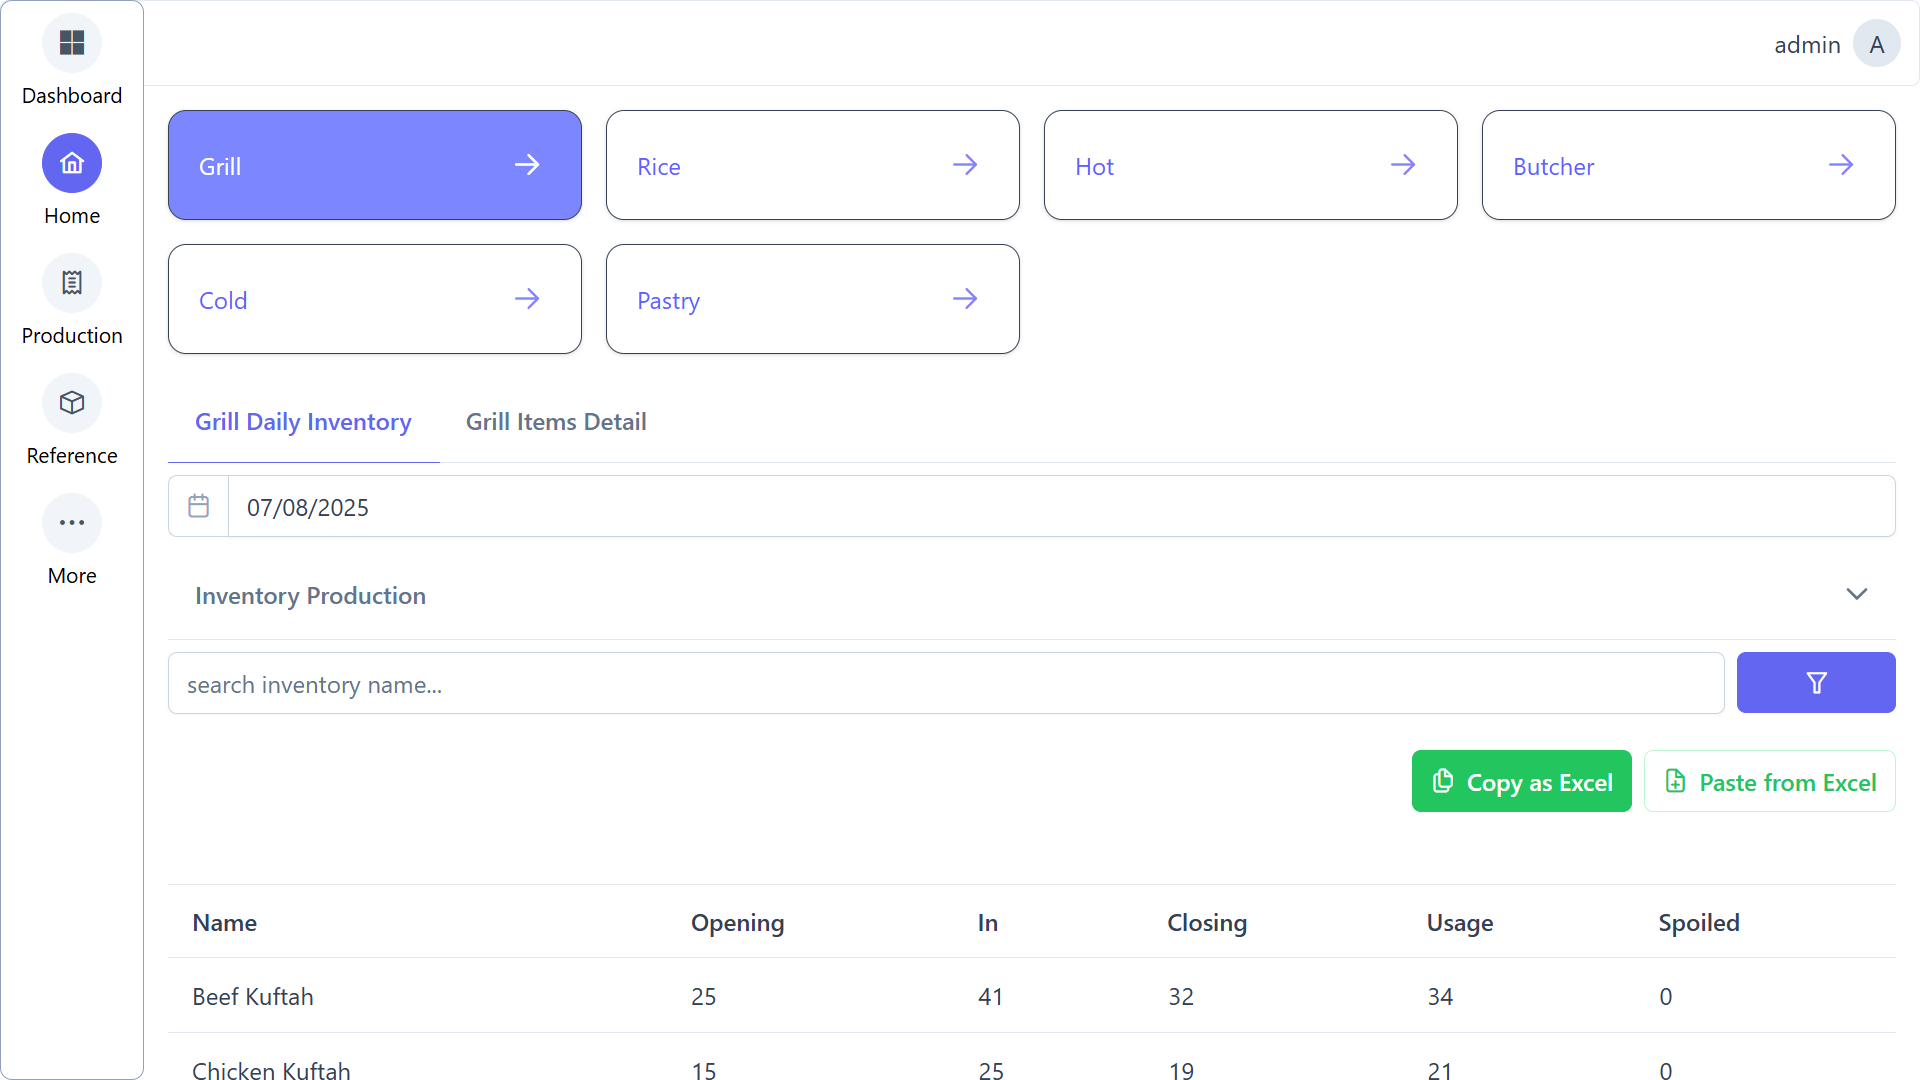 admin A
Dashboard
Home
Production
Reference
More
Grill
Rice
Hot
Butcher
Cold
Pastry
Grill Daily Inventory
Grill Items Detail
07/08/2025
Inventory Production
search inventory name...
Copy as Excel
Paste from Excel
Name Opening In Closing Usage Spoiled
Beef Kuftah 25 41 32 34 0
Chicken Kuftah 15 25 19 21 0